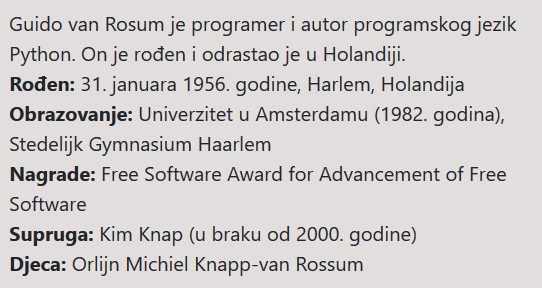 Guido van Rosum je programer i autor programskog jezik
Python. On je rođen i odrastao je u Holandiji.
Rođen: 31. januara 1956. godine, Harlem, Holandija
Obrazovanje: Univerzitet u Amsterdamu (1982. godina),
Stedelijk Gymnasium Haarlem
Nagrade: Free Software Award for Advancement of Free
Software
Supruga: Kim Knap (u braku od 2000. godine)
Djeca: Orlijn Michiel Knapp-van Rossum